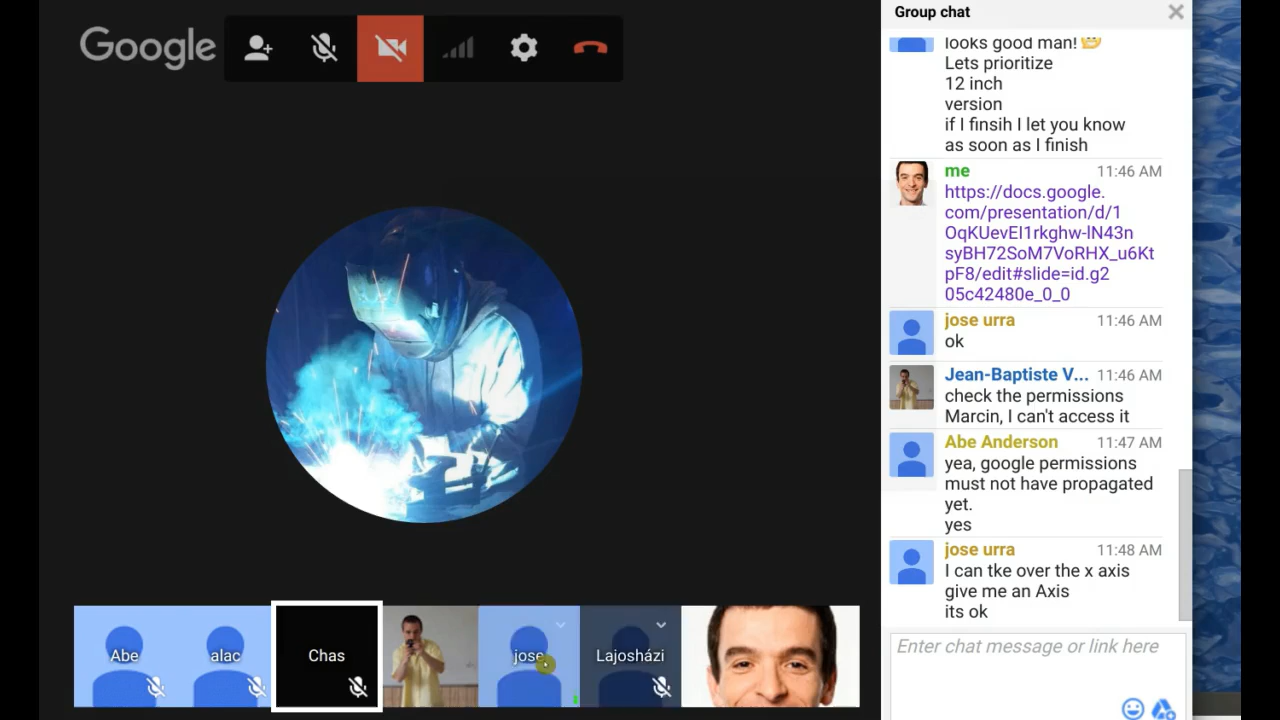 Google
Group chat
looks good man!
Lets prioritize
12 inch
version
if I finsih I let you know
as soon as I finish
me 11:46 AM
https://docs.google.
com/presentation/d/1
OqKUevEI1rkghw-lN43n
syBH72SoM7VoRHX_u6Kt
pF8/edit#slide=id.g2
05c42480e_0_0
jose urra 11:46 AM
ok
Jean-Baptiste V... 11:46 AM
check the permissions
Marcin, I can't access it
Abe Anderson 11:47 AM
yea, google permissions
must not have propagated
yet.
yes
jose urra 11:48 AM
I can tke over the x axis
give me an Axis
its ok
Enter chat message or link here
Abe
alac
Chas
jose
Lajosházi